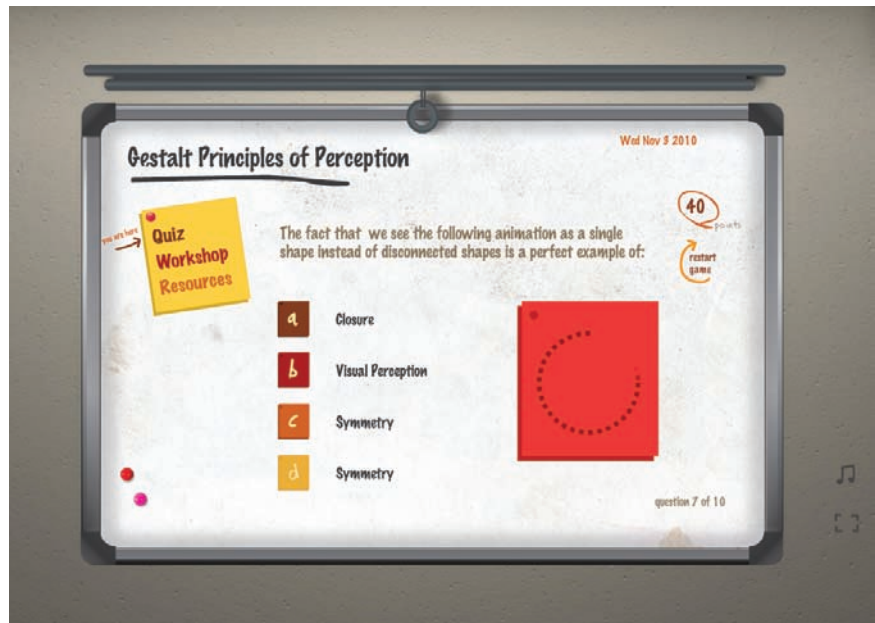 Wed Nov 3 2010
Gestalt Principles of Perception
40
points
you are here
Quiz
Workshop
Resources
The fact that we see the following animation as a single
shape instead of disconnected shapes is a perfect example of:
restart
game
a
Closure
b
Visual Perception
c
Symmetry
d
Symmetry
question 7 of 10